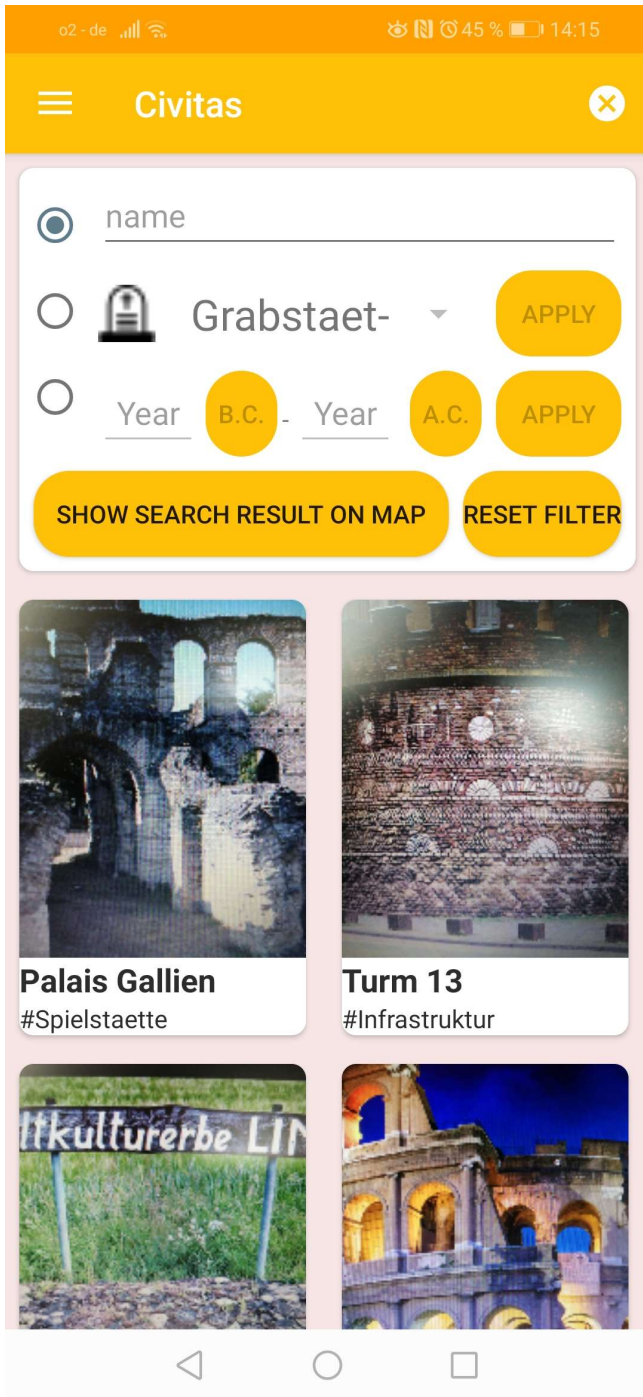 o2 - de 45 % 14:15
Civitas
name
Grabstaet- APPLY
Year B.C. - Year A.C. APPLY
SHOW SEARCH RESULT ON MAP RESET FILTER
Palais Gallien
#Spielstaette
Turm 13
#Infrastruktur
ltkulturerbe LI